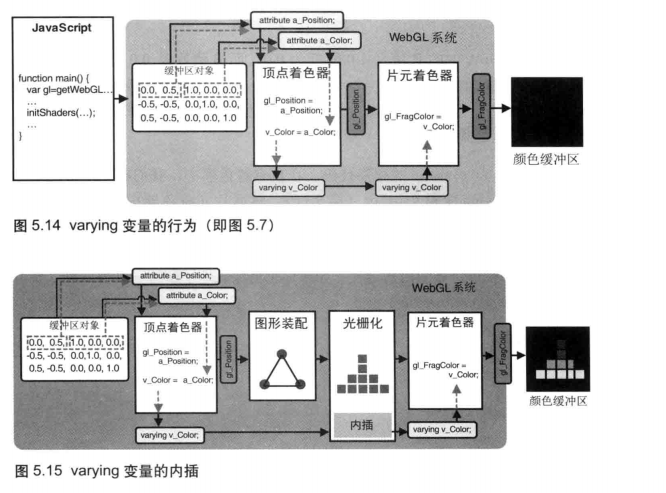 JavaScript
function main() {
var gl=getWebGL…
…
initShaders(…);
…
}
attribute a_Position;
attribute a_Color;
WebGL 系统
缓冲区对象
0.0, 0.5, 1.0, 0.0, 0.0,
-0.5, -0.5, 0.0,1.0, 0.0,
0.5, -0.5, 0.0, 0.0, 1.0
顶点着色器
gl_Position =
a_Position;
v_Color = a_Color;
gl_Position
片元着色器
gl_FragColor =
v_Color;
gl_FragColor
颜色缓冲区
varying v_Color;
varying v_Color
图 5.14 varying 变量的行为（即图 5.7）
attribute a_Position;
attribute a_Color;
WebGL 系统
缓冲区对象
0.0, 0.5, 1.0, 0.0, 0.0,
-0.5, -0.5, 0.0,1.0, 0.0,
0.5, -0.5, 0.0, 0.0, 1.0
顶点着色器
gl_Position =
a_Position;
v_Color = a_Color;
gl_Position
图形装配
光栅化
内插
片元着色器
gl_FragColor =
v_Color;
gl_FragColor
颜色缓冲区
varying v_Color;
varying v_Color;
图 5.15 varying 变量的内插